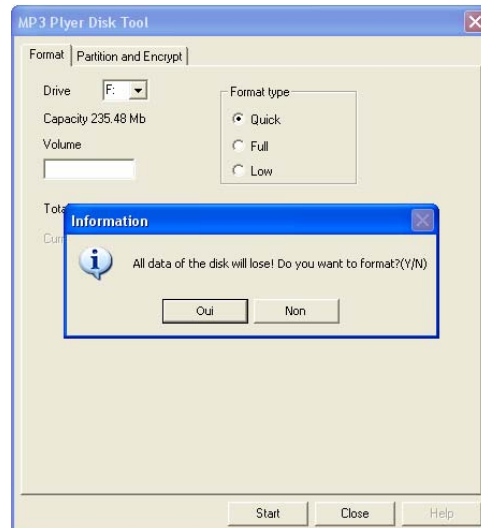 MP3 Plyer Disk Tool
Format Partition and Encrypt
Drive F: Format type
Capacity 235.48 Mb Quick
Volume Full
Low
Information
All data of the disk will lose! Do you want to format?(Y/N)
Oui Non
Start Close Help